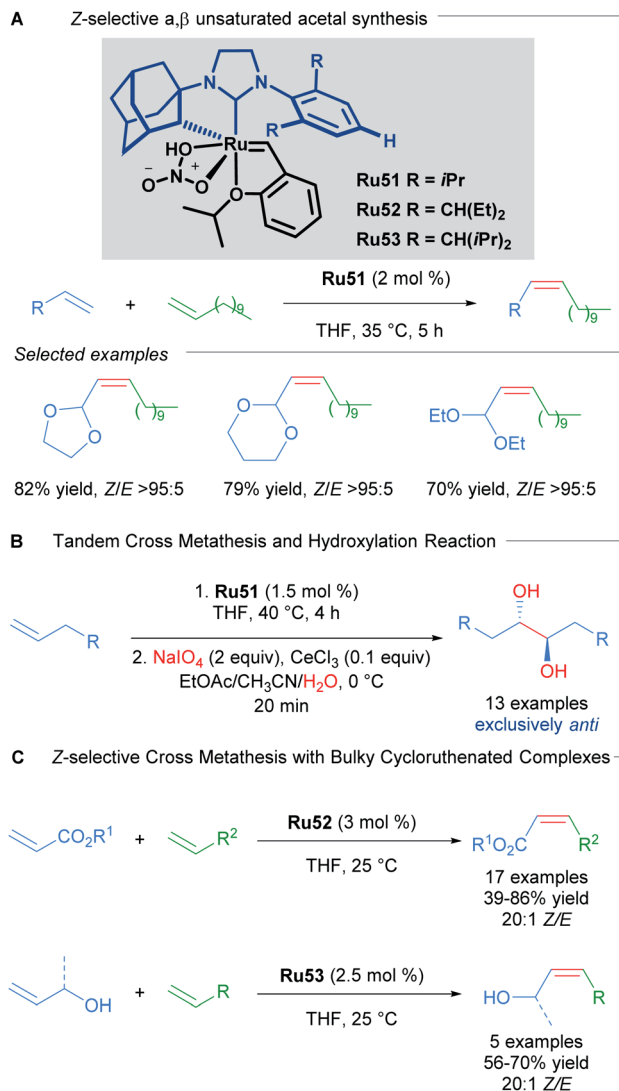 A Z-selective a,β unsaturated acetal synthesis
R
N N
R
H
HO Ru
− + N
O O O
Ru51 R = iPr
Ru52 R = CH(Et)2
Ru53 R = CH(iPr)2
R + ( )9 Ru51 (2 mol %) R ( )9
THF, 35 °C, 5 h
Selected examples
O O ( )9 O O ( )9 EtO OEt ( )9
82% yield, Z/E >95:5 79% yield, Z/E >95:5 70% yield, Z/E >95:5
B Tandem Cross Metathesis and Hydroxylation Reaction
1. Ru51 (1.5 mol %)
THF, 40 °C, 4 h
R
2. NaIO4 (2 equiv), CeCl3 (0.1 equiv)
EtOAc/CH3CN/H2O, 0 °C
20 min
OH
R R
OH
13 examples
exclusively anti
C Z-selective Cross Metathesis with Bulky Cycloruthenated Complexes
CO2R1 + R2 Ru52 (3 mol %) R1O2C R2
THF, 25 °C
17 examples
39-86% yield
20:1 Z/E
OH + R Ru53 (2.5 mol %) HO R
THF, 25 °C
5 examples
56-70% yield
20:1 Z/E